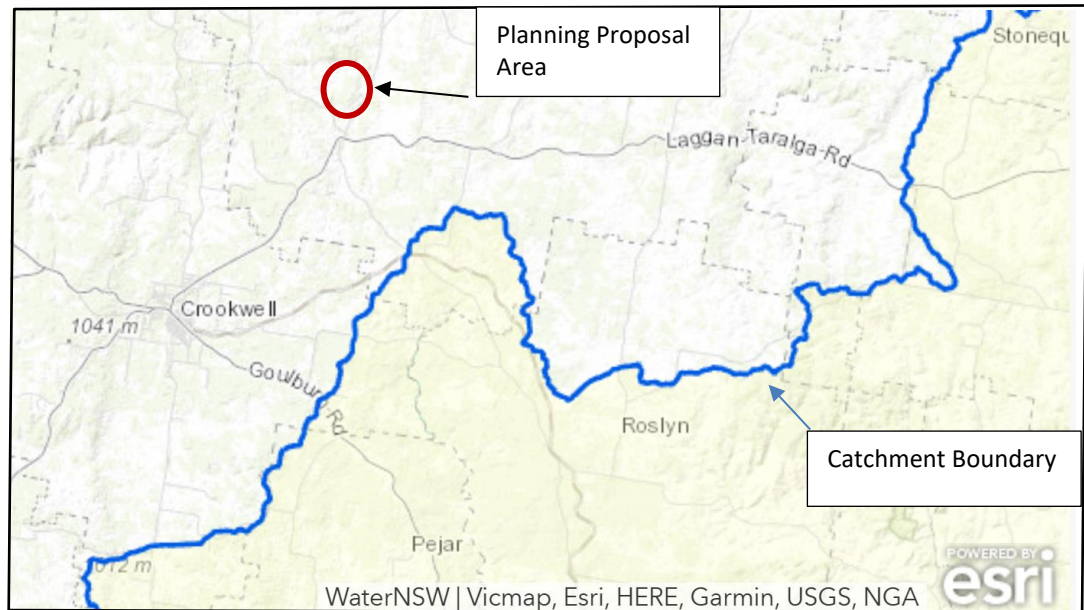 Planning Proposal
Area
Stonequ
Laggan-Taralga-Rd
Crookwell
1041 m
Goulburn Rd
Roslyn
Catchment Boundary
Pejar
1012 m
POWERED BY
esri
WaterNSW | Vicmap, Esri, HERE, Garmin, USGS, NGA